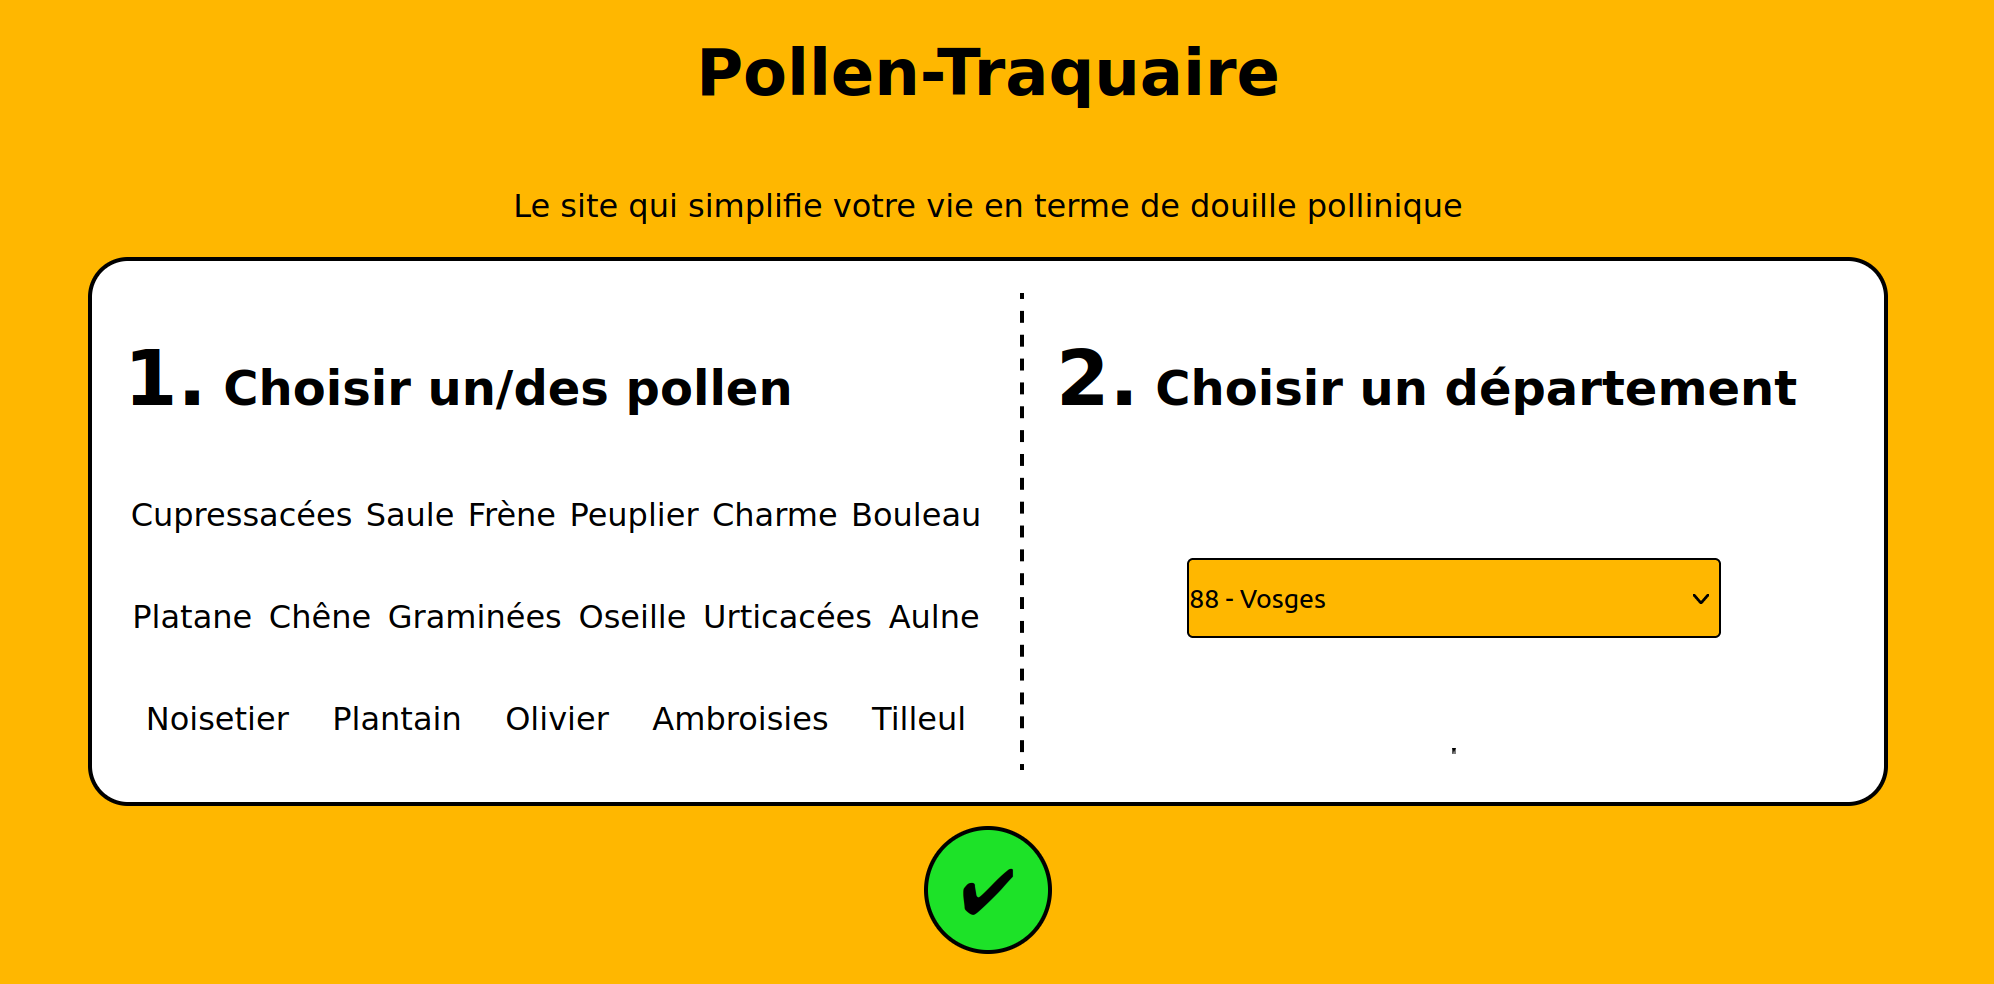 Pollen-Traquaire
Le site qui simplifie votre vie en terme de douille pollinique
1. Choisir un/des pollen
Cupressacées Saule Frène Peuplier Charme Bouleau
Platane Chêne Graminées Oseille Urticacées Aulne
Noisetier Plantain Olivier Ambroisies Tilleul
2. Choisir un département
88 - Vosges